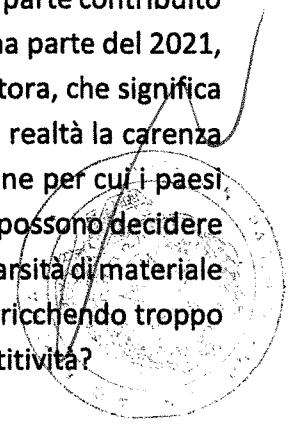 parte contribuito
parte del 2021,
tora, che significa
realtà la carenza
ne per cui i paesi
possono decidere
arsità di materiale
ricchendo troppo
titività?